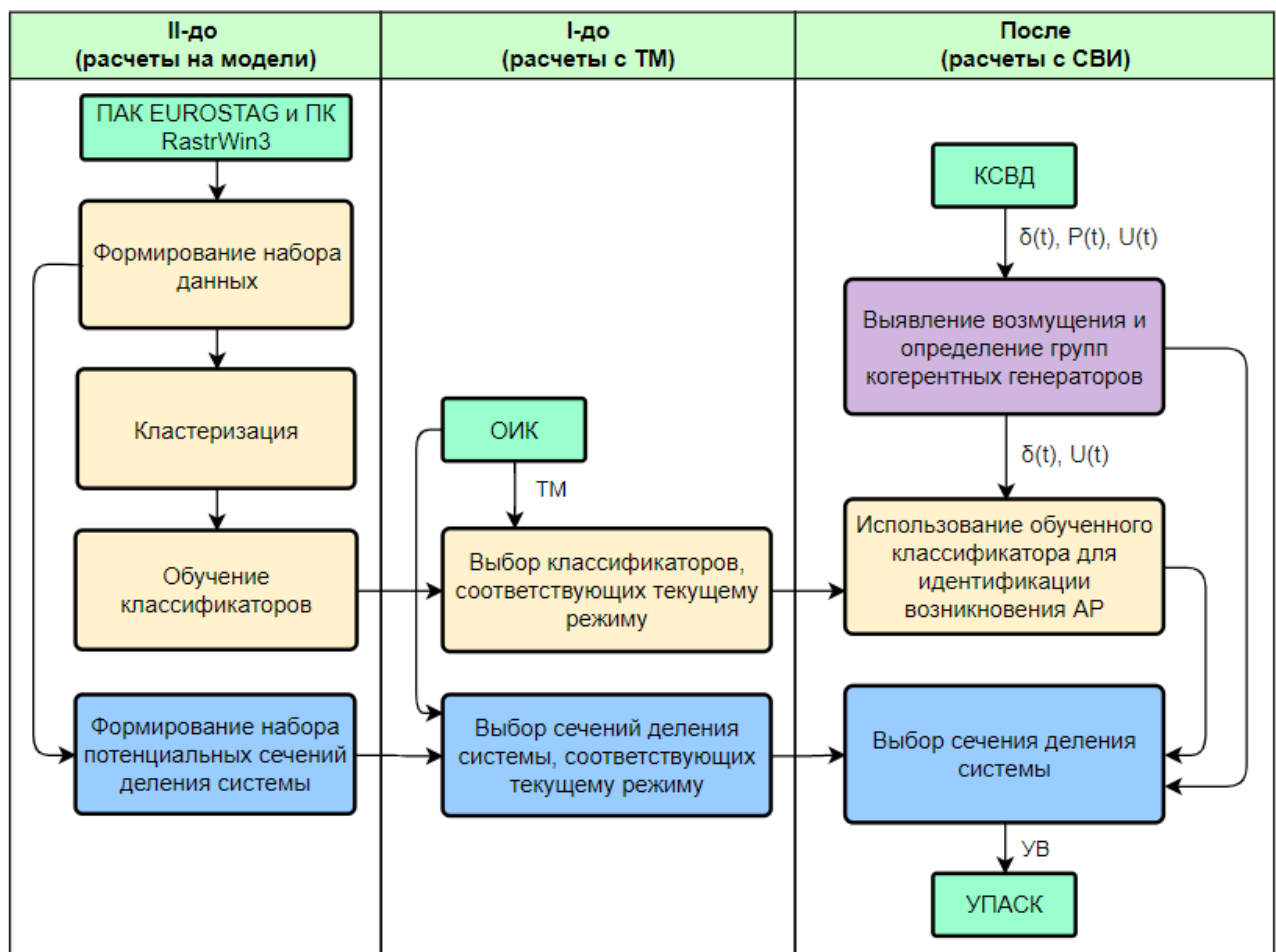 II-до
(расчеты на модели)
I-до
(расчеты с ТМ)
После
(расчеты с СВИ)
ПАК EUROSTAG и ПК
RastrWin3
Формирование набора
данных
Кластеризация
Обучение
классификаторов
Формирование набора
потенциальных сечений
деления системы
ОИК
ТМ
Выбор классификаторов,
соответствующих текущему
режиму
Выбор сечений деления
системы, соответствующих
текущему режиму
КСВД
δ(t), P(t), U(t)
Выявление возмущения и
определение групп
когерентных генераторов
δ(t), U(t)
Использование обученного
классификатора для
идентификации
возникновения АР
Выбор сечения деления
системы
УВ
УПАСК